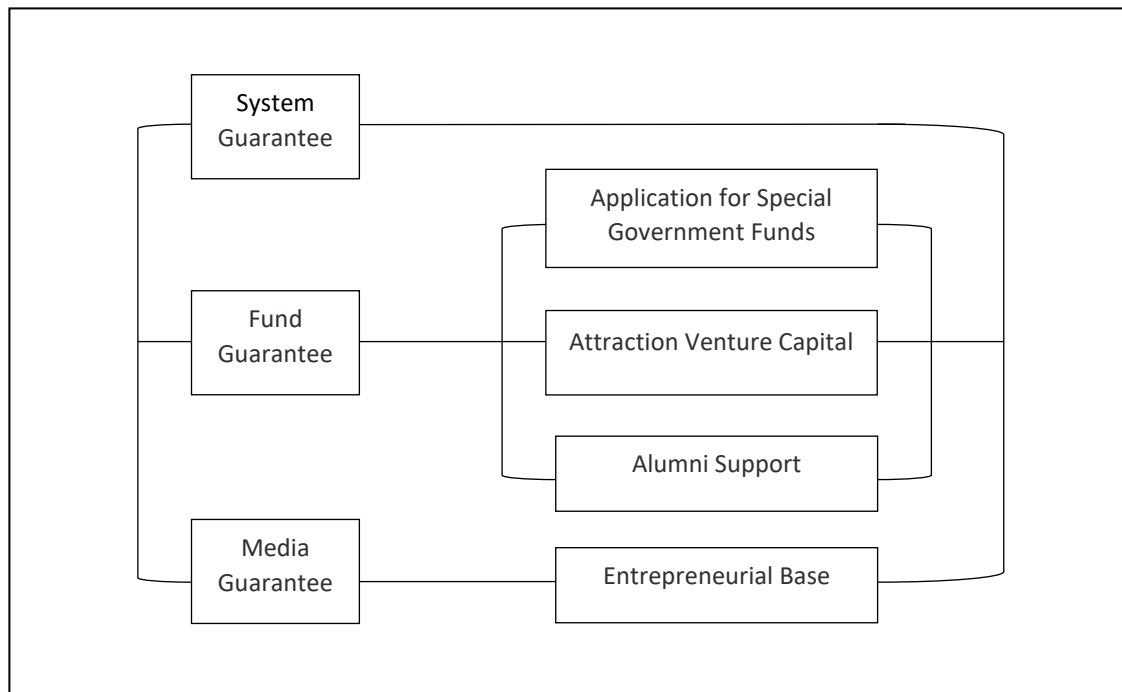 System
Guarantee
Application for Special
Government Funds
Fund
Guarantee
Attraction Venture Capital
Alumni Support
Media
Guarantee
Entrepreneurial Base